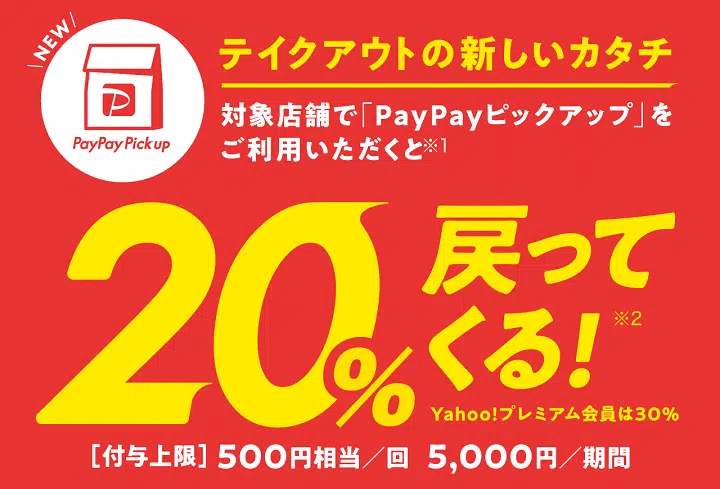 NEW
PayPay Pick up
テイクアウトの新しいカタチ
対象店舗で「PayPayピックアップ」を
ご利用いただくと※1
20%
戻って
くる!※2
Yahoo!プレミアム会員は30%
[付与上限] 500円相当/回 5,000円/期間